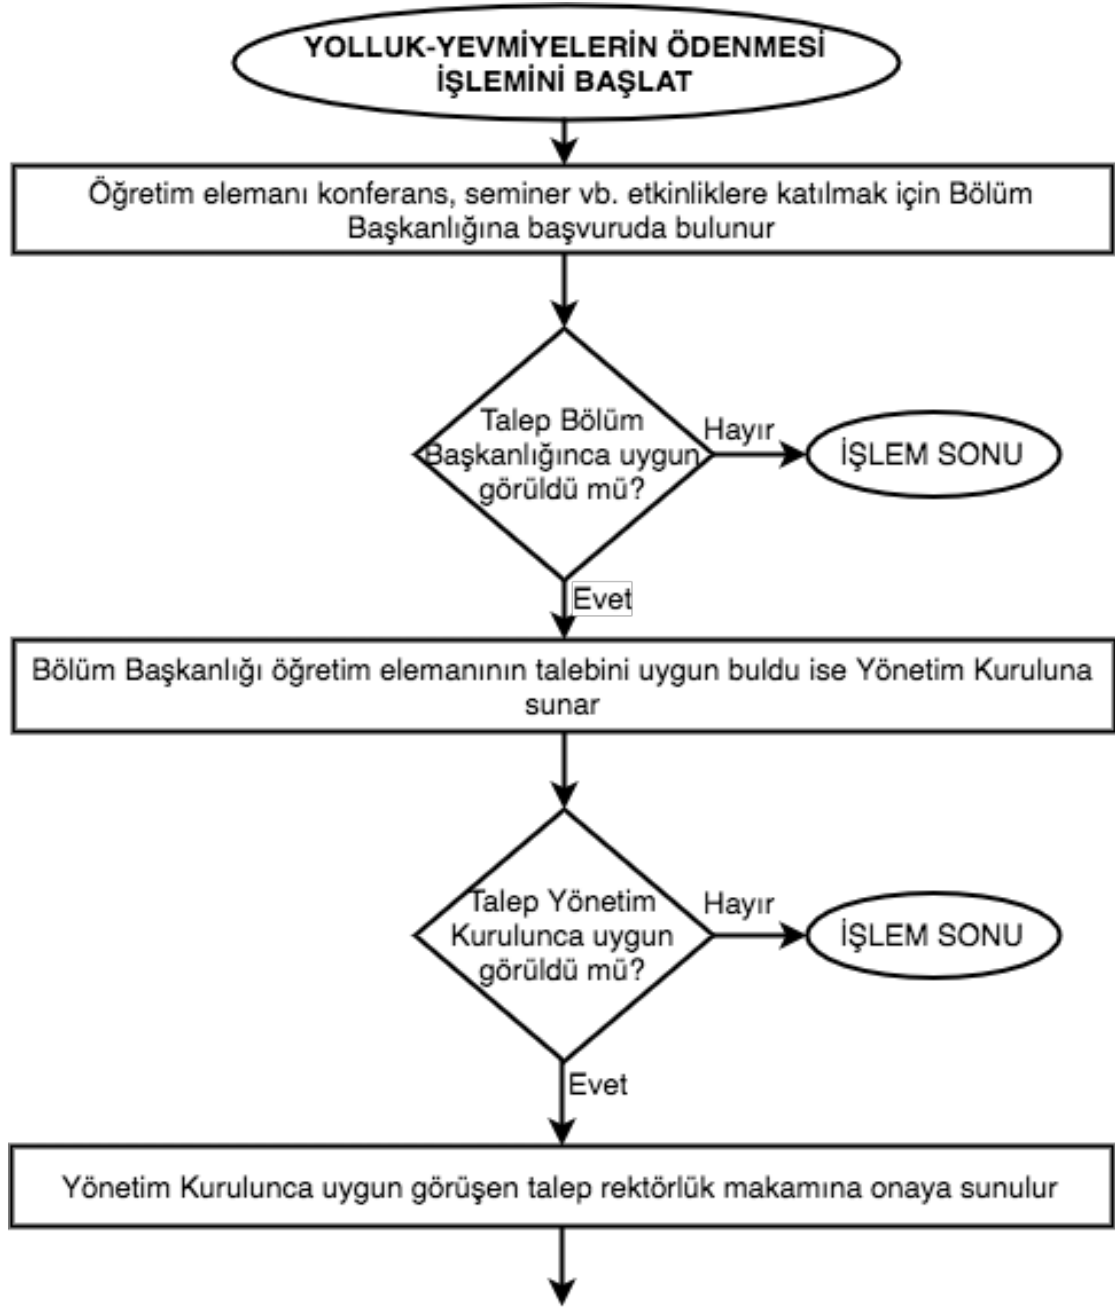 YOLLUK-YEVMİYELERİN ÖDENMESİ
İŞLEMİNİ BAŞLAT
Öğretim elemanı konferans, seminer vb. etkinliklere katılmak için Bölüm
Başkanlığına başvuruda bulunur
Talep Bölüm
Başkanlığınca uygun
görüldü mü?
Hayır
İŞLEM SONU
Evet
Bölüm Başkanlığı öğretim elemanının talebini uygun buldu ise Yönetim Kuruluna
sunar
Talep Yönetim
Kurulunca uygun
görüldü mü?
Hayır
İŞLEM SONU
Evet
Yönetim Kurulunca uygun görüşen talep rektörlük makamına onaya sunulur